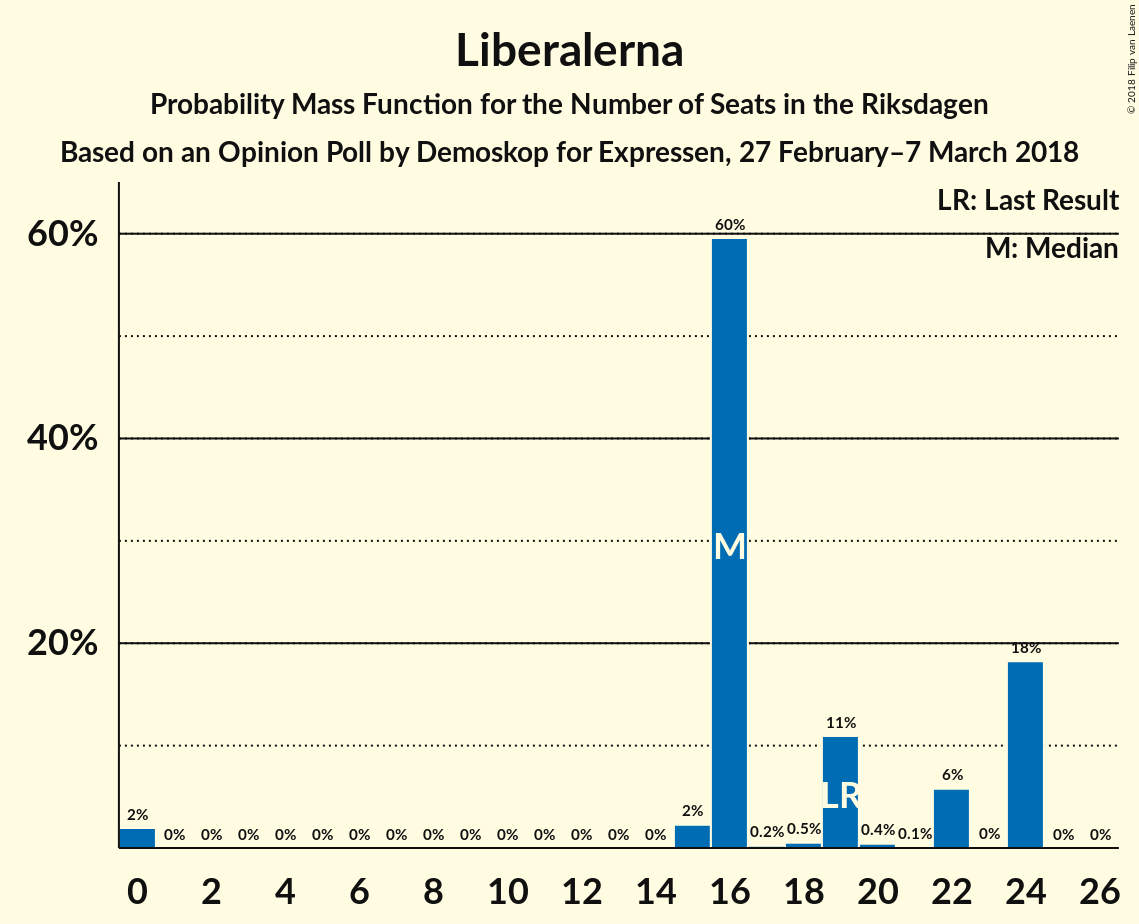 Liberalerna
Probability Mass Function for the Number of Seats in the Riksdagen
Based on an Opinion Poll by Demoskop for Expressen, 27 February–7 March 2018
© 2018 Filip van Laenen
LR: Last Result
M: Median
60%
40%
20%
2% 0% 0% 0% 0% 0% 0% 0% 0% 0% 0% 0% 0% 0% 0% 2% 60% 0.2% 0.5% 11% 0.4% 0.1% 6% 0% 18% 0% 0%
M
LR
0 2 4 6 8 10 12 14 16 18 20 22 24 26